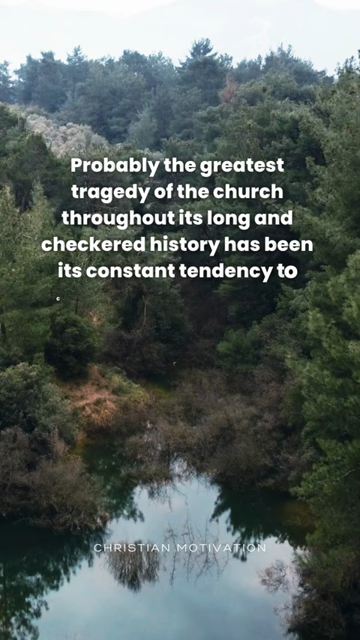 Probably the greatest
tragedy of the church
throughout its long and
checkered history has been
its constant tendency to
c
CHRISTIAN MOTIVATION